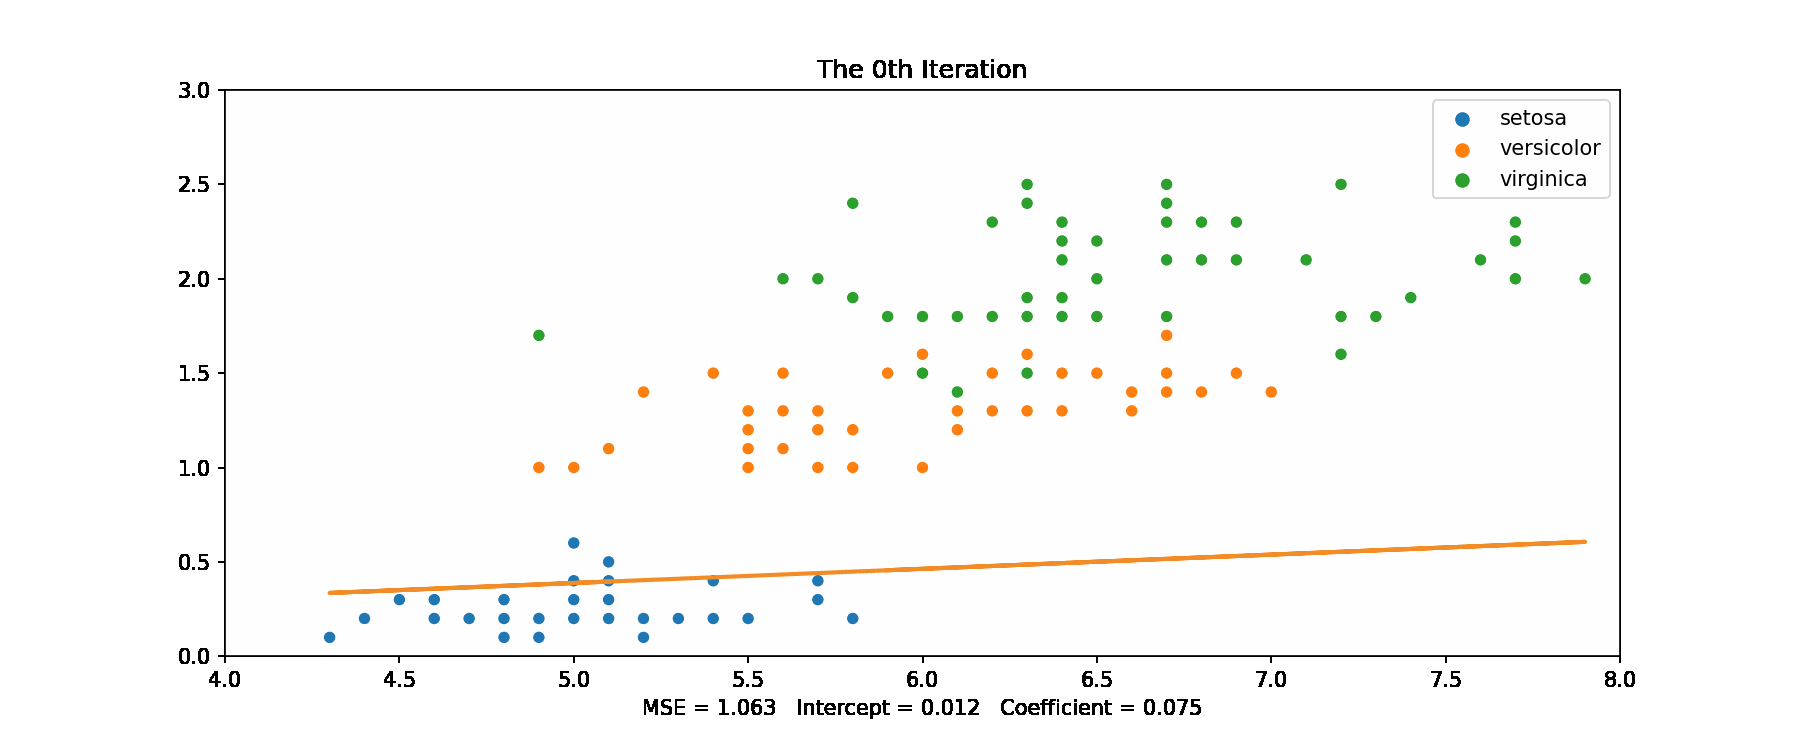 The 0th Iteration
3.0
2.5
2.0
1.5
1.0
0.5
0.0
setosa
versicolor
virginica
4.0 4.5 5.0 5.5 6.0 6.5 7.0 7.5 8.0
MSE = 1.063 Intercept = 0.012 Coefficient = 0.075